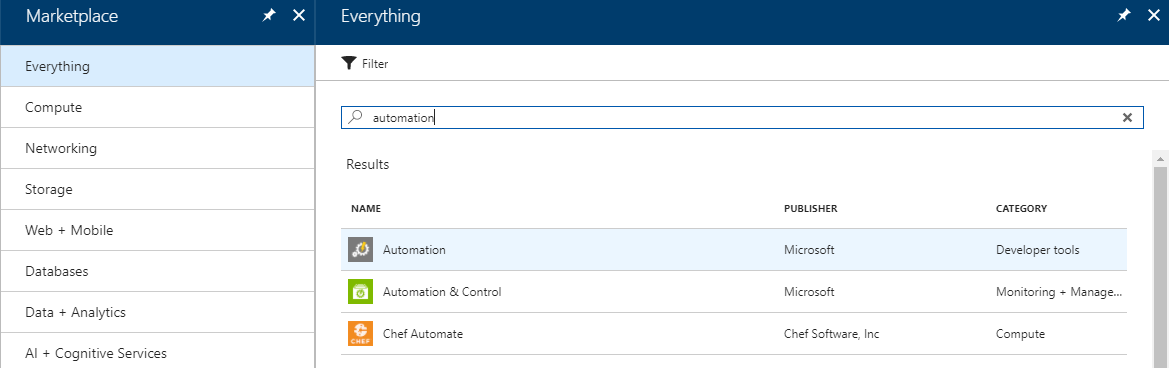 Marketplace
Everything
Compute
Networking
Storage
Web + Mobile
Databases
Data + Analytics
AI + Cognitive Services
Everything
Filter
automation
Results
NAME PUBLISHER CATEGORY
Automation Microsoft Developer tools
Automation & Control Microsoft Monitoring + Manage...
CHEF Chef Automate Chef Software, Inc Compute